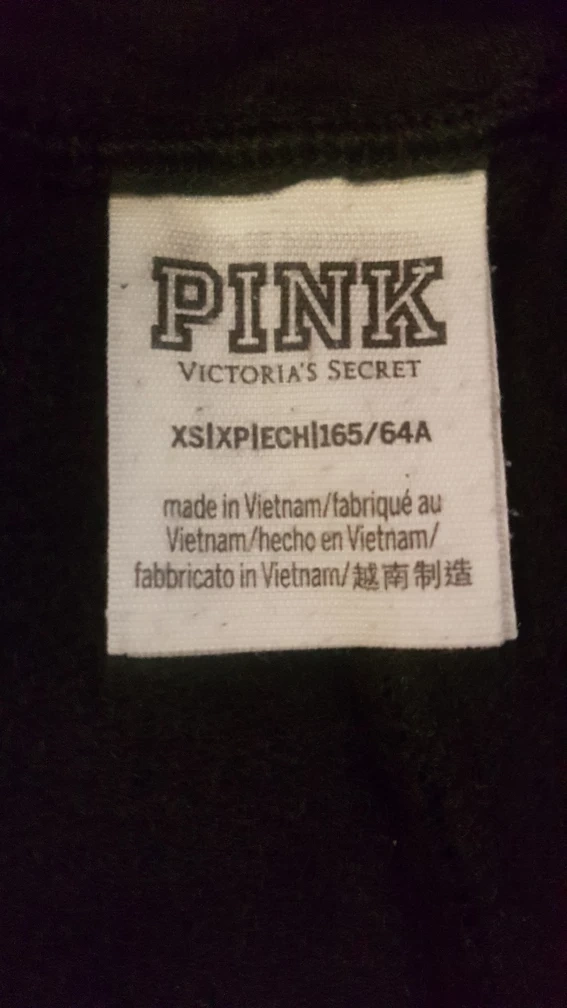 PINK
VICTORIA'S SECRET
XS|XP|ECH|165/64A
made in Vietnam/fabriqué au
Vietnam/hecho en Vietnam/
fabbricato in Vietnam/越南制造